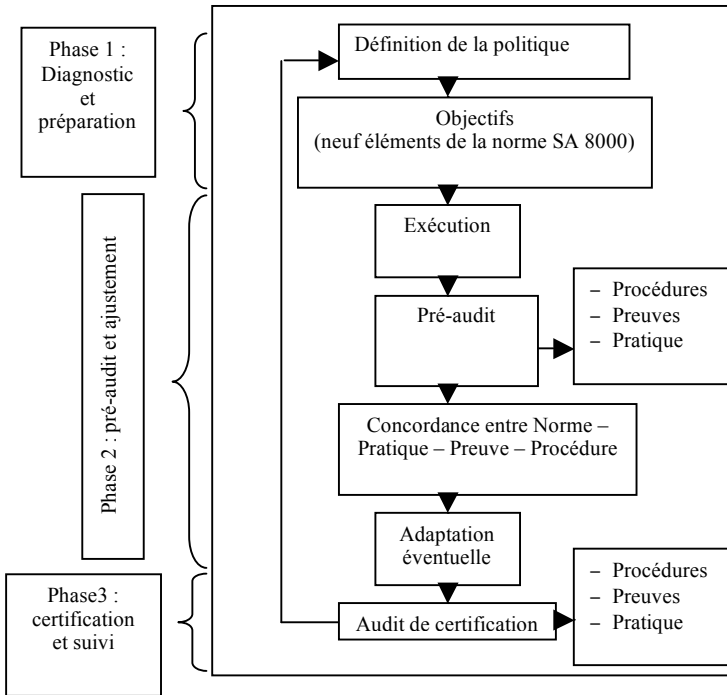 Phase 1 :
Diagnostic
et
préparation
Définition de la politique
Objectifs
(neuf éléments de la norme SA 8000)
Phase 2 : pré-audit et ajustement
Exécution
Pré-audit
– Procédures
– Preuves
– Pratique
Concordance entre Norme –
Pratique – Preuve – Procédure
Adaptation
éventuelle
Phase3 :
certification
et suivi
Audit de certification
– Procédures
– Preuves
– Pratique